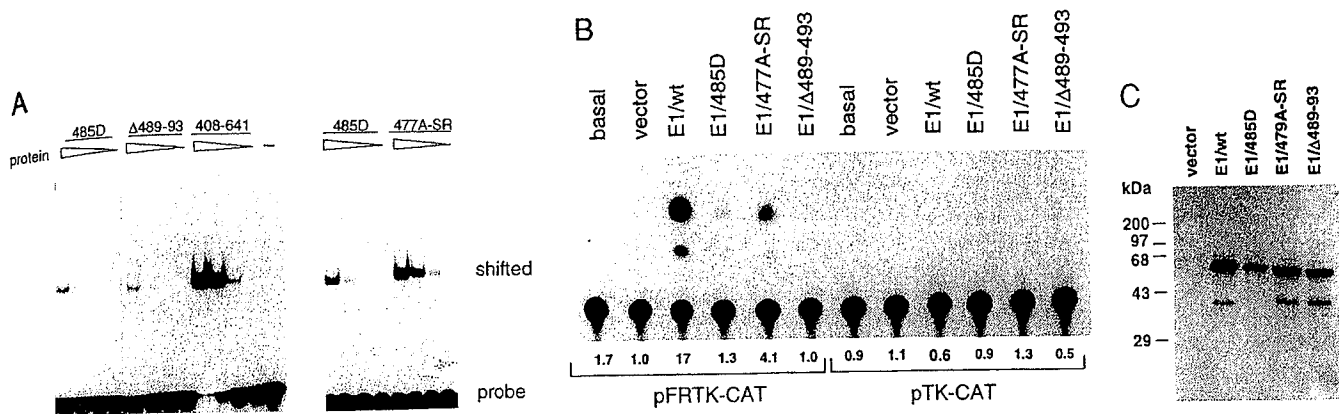 A
485D Δ489-93 408-641 –
protein
485D 477A-SR
shifted
probe
B
basal
vector
E1/wt
E1/485D
E1/477A-SR
E1/Δ489-493
basal
vector
E1/wt
E1/485D
E1/477A-SR
E1/Δ489-493
1.7 1.0 17 1.3 4.1 1.0 0.9 1.1 0.6 0.9 1.3 0.5
pFRTK-CAT pTK-CAT
C
vector
E1/wt
E1/485D
E1/479A-SR
E1/Δ489-93
kDa
200 –
97 –
68 –
43 –
29 –